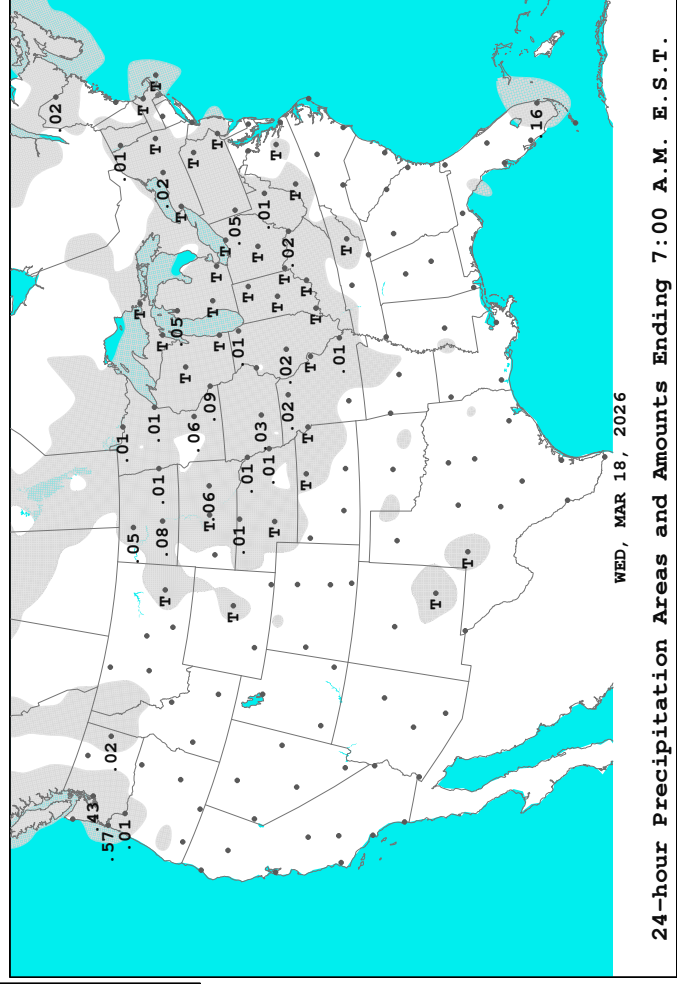 .02
.43
.57
.02
.01
.01
.01
.05
T
T
T
T
.01
.01
.08
T
T
.02
.05
T
T
T
.06
T.06
.09
T
T
T
T
T
T
.05
.01
.01
.01
T
T
.03
.01
.01
T
T
T
T
.02
.02
.02
T
T
T
T
T
T
.01
T
T
T
.16
WED, MAR 18, 2026
24-hour Precipitation Areas and Amounts Ending 7:00 A.M. E.S.T.